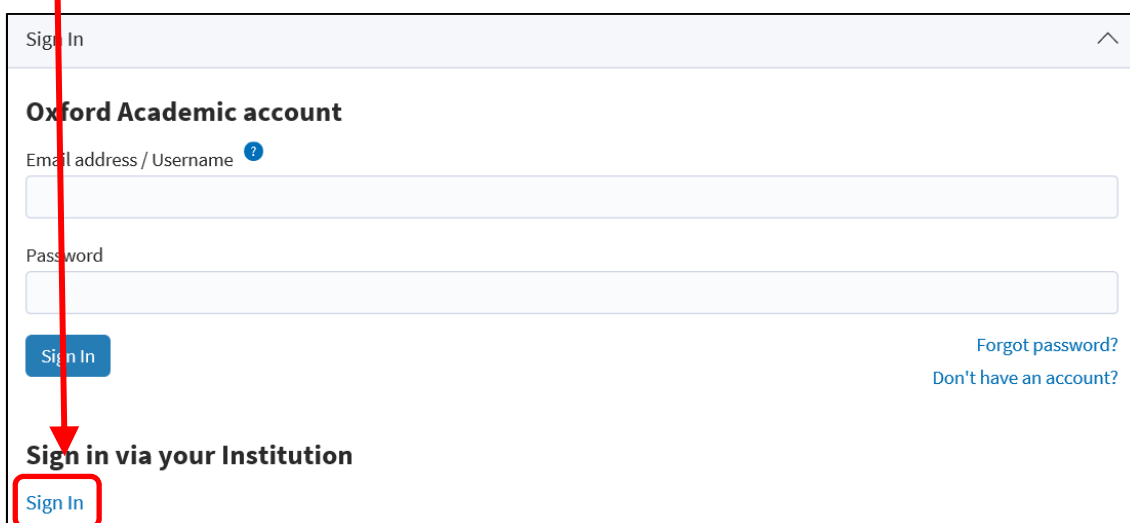 Sign In
Oxford Academic account
Email address / Username ?
Password
Sign In
Forgot password?
Don't have an account?
Sign in via your Institution
Sign In